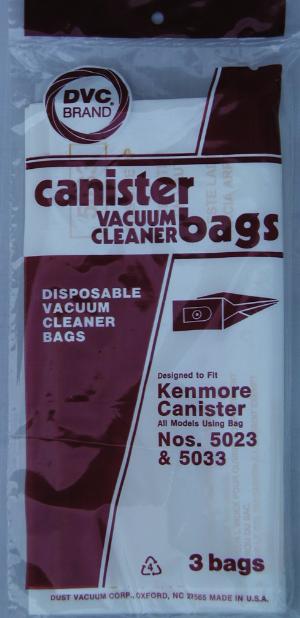 DVC®
BRAND
canister
VACUUM
CLEANER
bags
DISPOSABLE
VACUUM
CLEANER
BAGS
Designed to Fit
Kenmore
Canister
All Models Using Bag
Nos. 5023
& 5033
4
3 bags
DUST VACUUM CORP., OXFORD, NC 27565 MADE IN U.S.A.